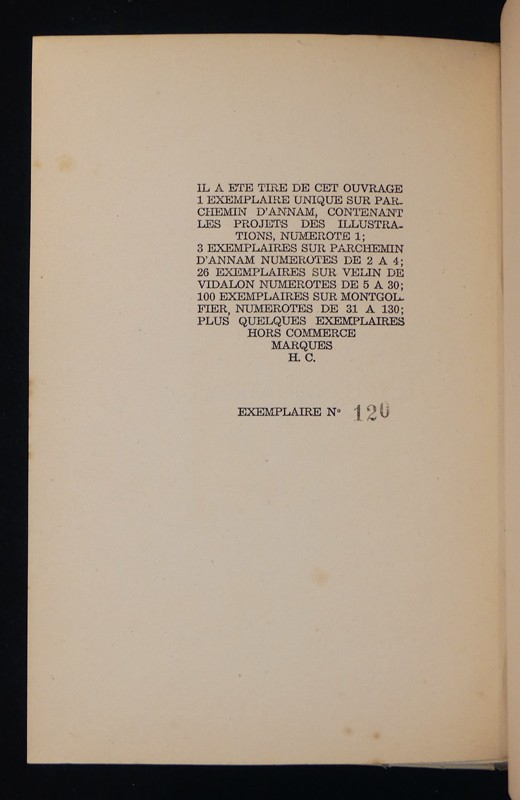 IL A ETE TIRE DE CET OUVRAGE
1 EXEMPLAIRE UNIQUE SUR PAR-
CHEMIN D'ANNAM, CONTENANT
LES PROJETS DES ILLUSTRA-
TIONS, NUMEROTE 1;
3 EXEMPLAIRES SUR PARCHEMIN
D'ANNAM NUMEROTES DE 2 A 4;
26 EXEMPLAIRES SUR VELIN DE
VIDALON NUMEROTES DE 5 A 30;
100 EXEMPLAIRES SUR MONTGOL-
FIER, NUMEROTES DE 31 A 130;
PLUS QUELQUES EXEMPLAIRES
HORS COMMERCE
MARQUES
H. C.
EXEMPLAIRE N° 120